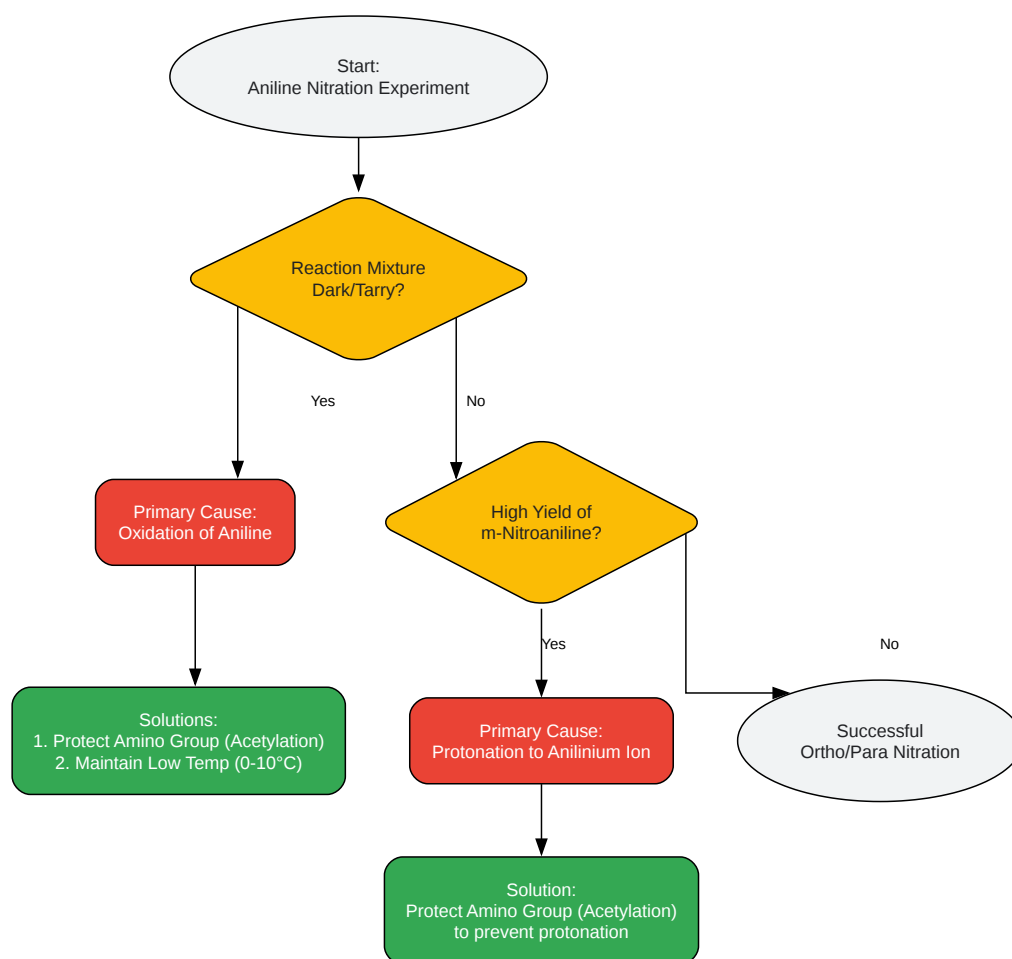 Start:
Aniline Nitration Experiment
Reaction Mixture
Dark/Tarry?
Yes
No
Primary Cause:
Oxidation of Aniline
High Yield of
m-Nitroaniline?
Yes
No
Solutions:
1. Protect Amino Group (Acetylation)
2. Maintain Low Temp (0-10°C)
Primary Cause:
Protonation to Anilinium Ion
Successful
Ortho/Para Nitration
Solution:
Protect Amino Group (Acetylation)
to prevent protonation